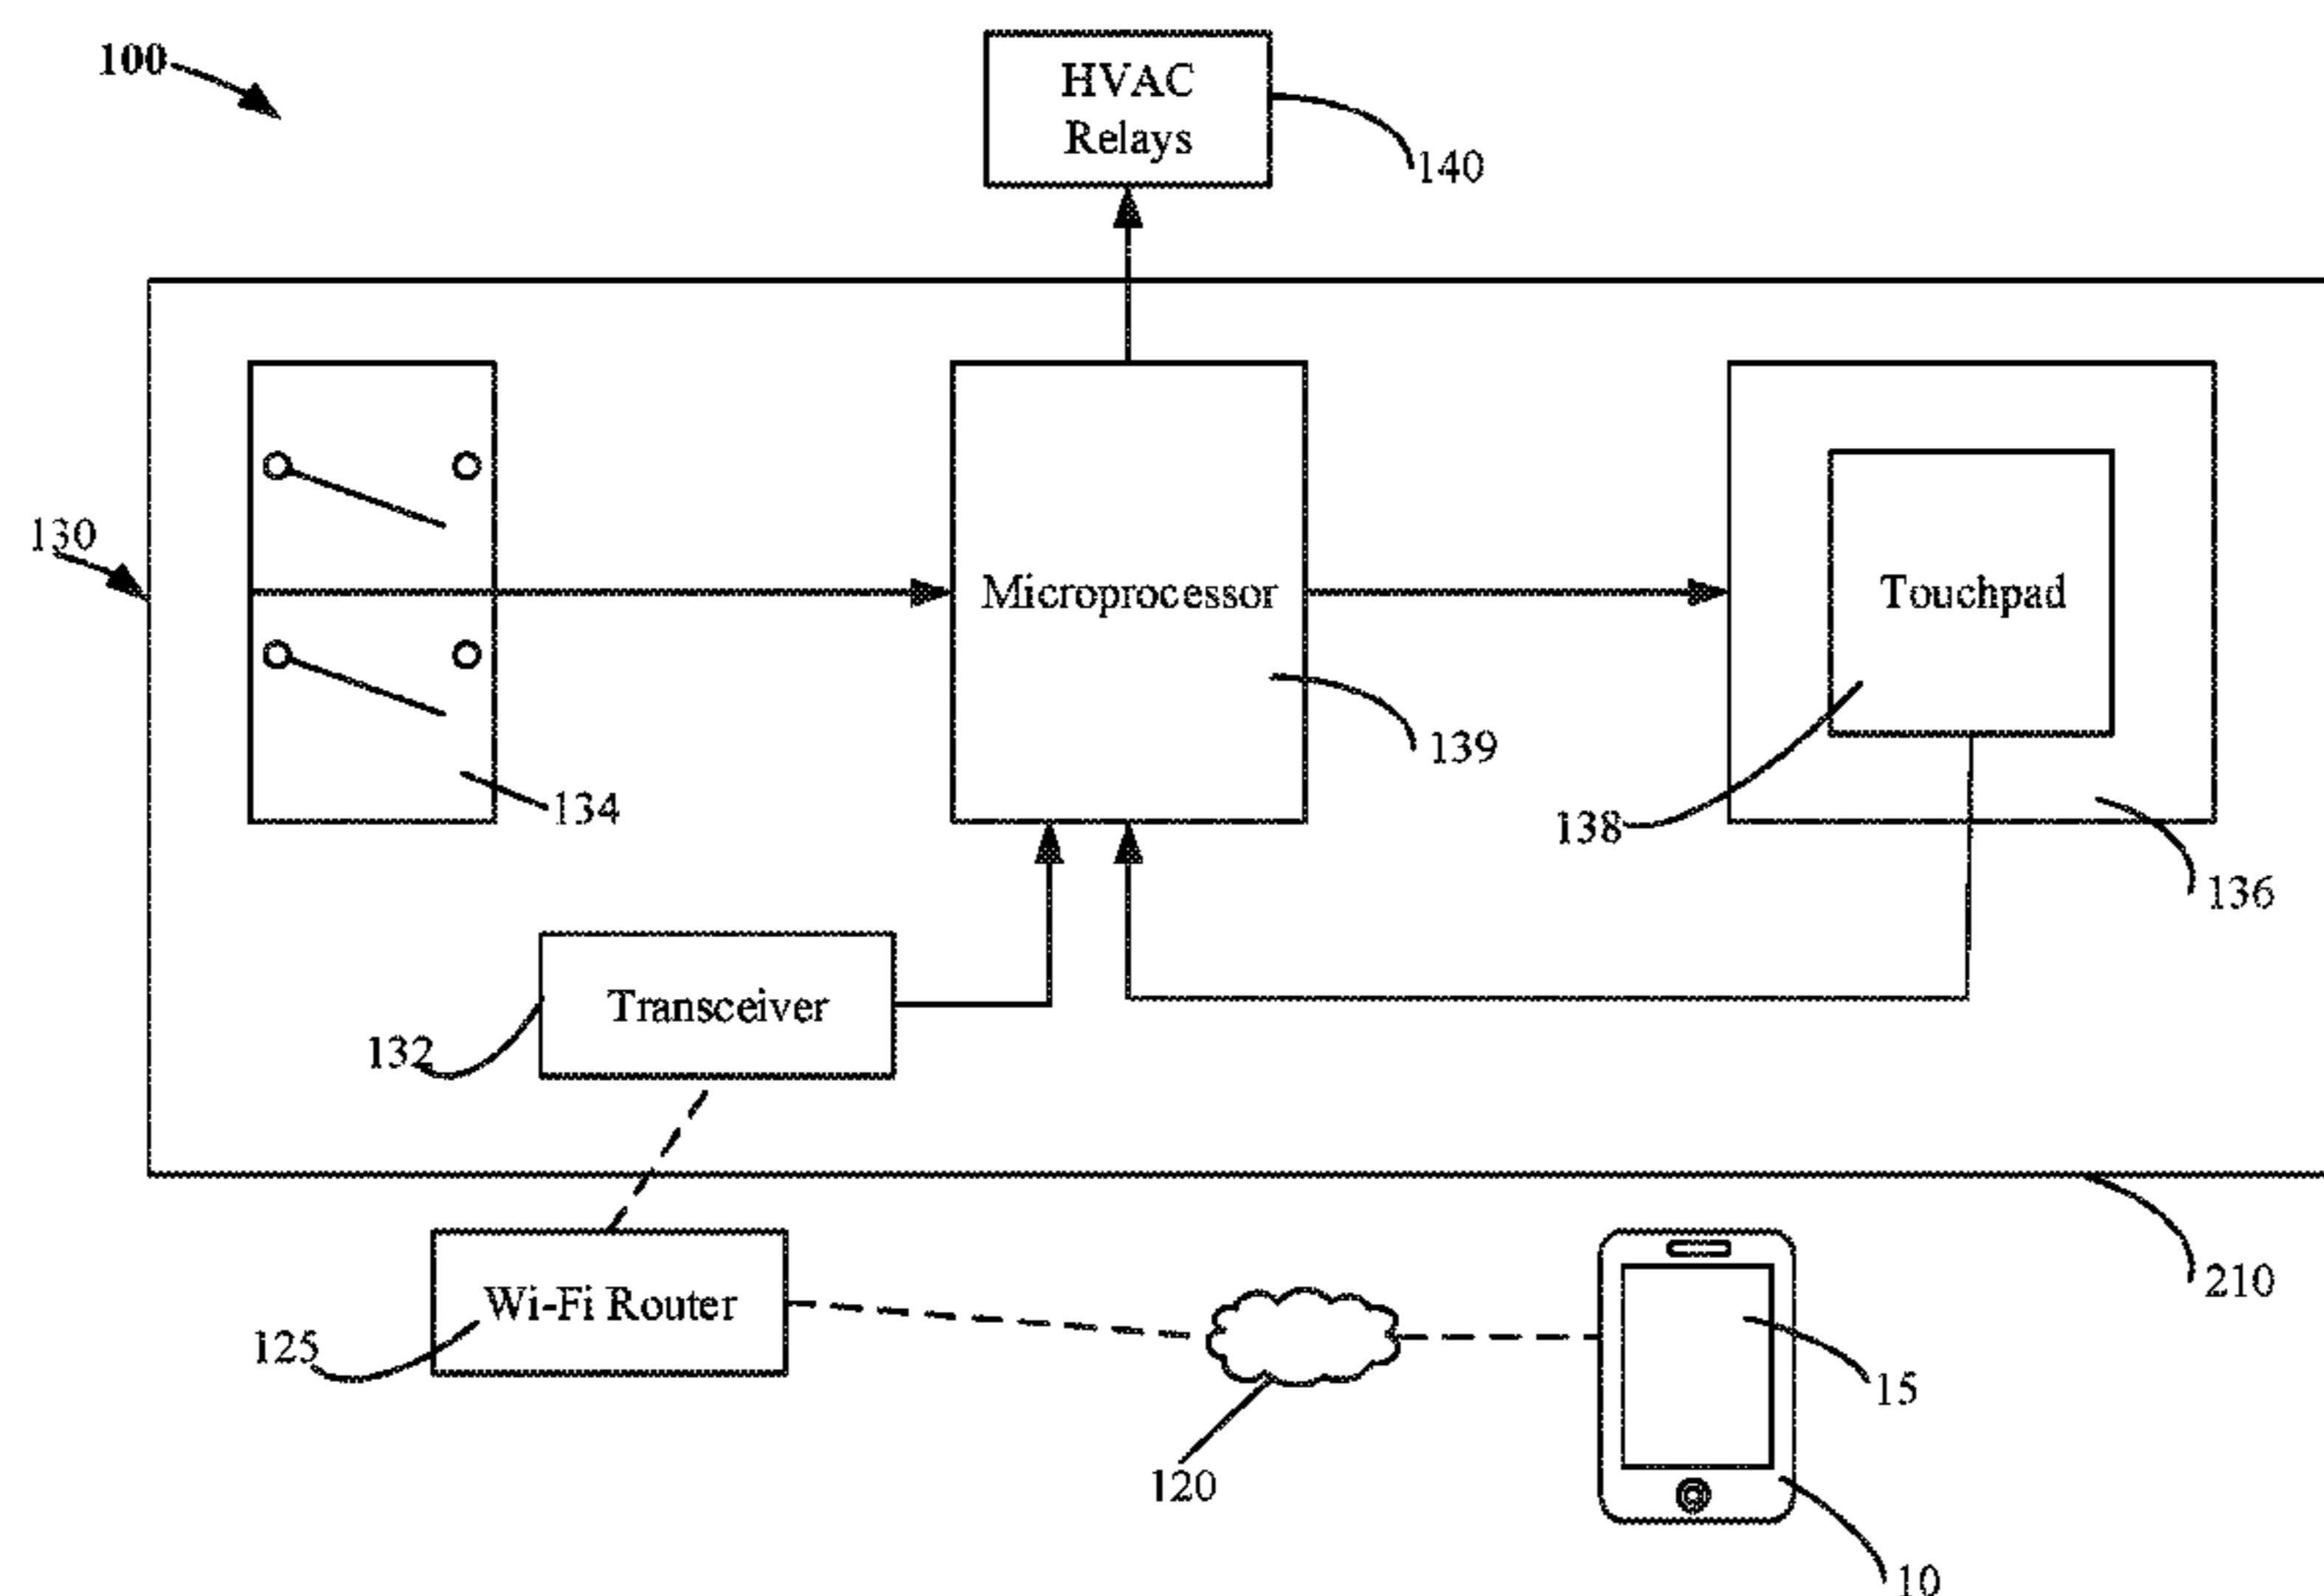 100
HVAC
Relays
140
130
Microprocessor
Touchpad
139
134
138
136
Transceiver
132
Wi-Fi Router
125
210
15
120
10